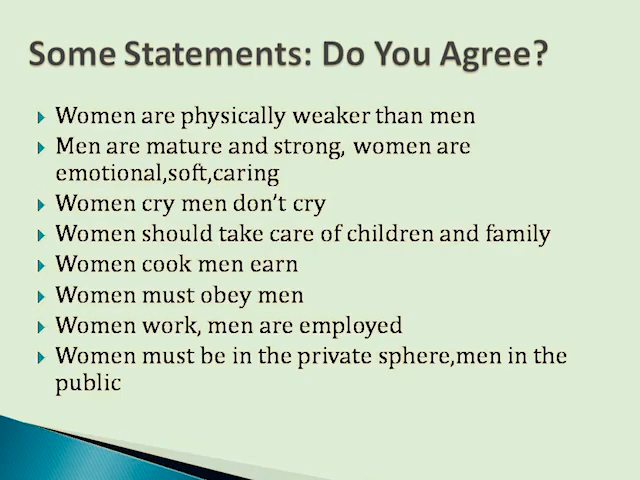 Some Statements: Do You Agree?
Women are physically weaker than men
Men are mature and strong, women are
emotional,soft,caring
Women cry men don’t cry
Women should take care of children and family
Women cook men earn
Women must obey men
Women work, men are employed
Women must be in the private sphere,men in the
public